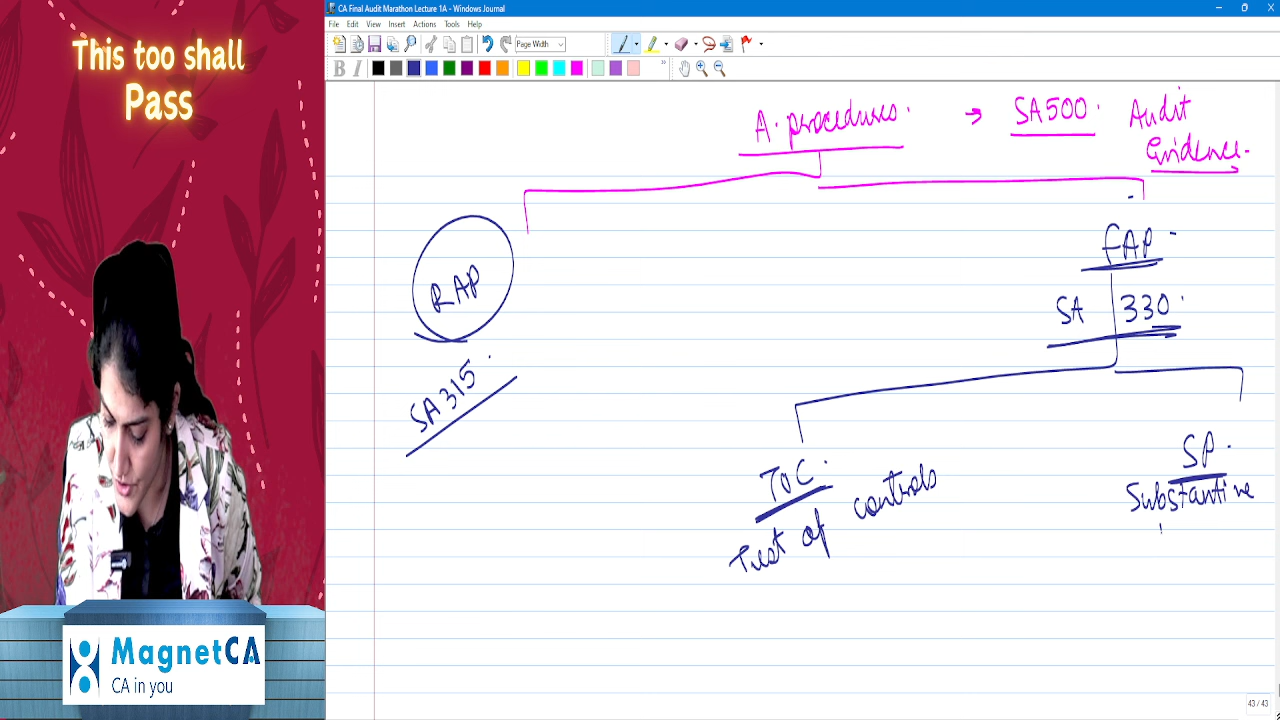 This too shall
Pass
CA Final Audit Marathon Lecture 1A - Windows Journal
File Edit View Insert Actions Tools Help
Page Width
B I
A. procedures. → SA500. Audit
Evidence.
RAP
SA315.
FAP
SA 330.
TOC.
Test of controls
SP.
Substantive
MagnetCA
CA in you
43 / 43